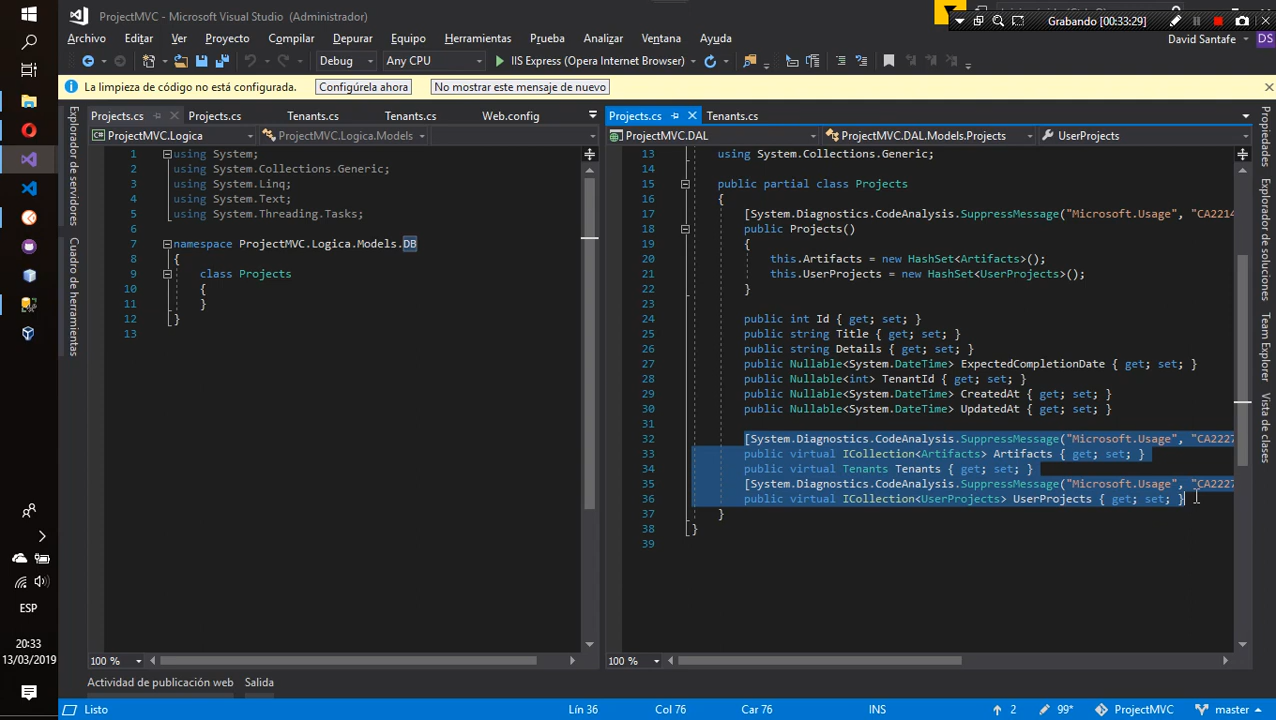 ProjectMVC - Microsoft Visual Studio (Administrador)
Grabando [00:33:29]
Archivo Editar Ver Proyecto Compilar Depurar Equipo Herramientas Prueba Analizar Ventana Ayuda
David Santafe DS
Debug Any CPU IIS Express (Opera Internet Browser)
La limpieza de código no está configurada. Configúrela ahora No mostrar este mensaje de nuevo
Explorador de servidores
Cuadro de herramientas
Projects.cs Projects.cs Tenants.cs Tenants.cs Web.config
ProjectMVC.Logica ProjectMVC.Logica.Models
1 using System;
2 using System.Collections.Generic;
3 using System.Linq;
4 using System.Text;
5 using System.Threading.Tasks;
6
7 namespace ProjectMVC.Logica.Models.DB
8 {
9 class Projects
10 {
11 }
12 }
13
100 %
Projects.cs Tenants.cs
ProjectMVC.DAL ProjectMVC.DAL.Models.Projects UserProjects
13 using System.Collections.Generic;
14
15 public partial class Projects
16 {
17 [System.Diagnostics.CodeAnalysis.SuppressMessage("Microsoft.Usage", "CA2214
18 public Projects()
19 {
20 this.Artifacts = new HashSet<Artifacts>();
21 this.UserProjects = new HashSet<UserProjects>();
22 }
23
24 public int Id { get; set; }
25 public string Title { get; set; }
26 public string Details { get; set; }
27 public Nullable<System.DateTime> ExpectedCompletionDate { get; set; }
28 public Nullable<int> TenantId { get; set; }
29 public Nullable<System.DateTime> CreatedAt { get; set; }
30 public Nullable<System.DateTime> UpdatedAt { get; set; }
31
32 [System.Diagnostics.CodeAnalysis.SuppressMessage("Microsoft.Usage", "CA2227
33 public virtual ICollection<Artifacts> Artifacts { get; set; }
34 public virtual Tenants Tenants { get; set; }
35 [System.Diagnostics.CodeAnalysis.SuppressMessage("Microsoft.Usage", "CA2227
36 public virtual ICollection<UserProjects> UserProjects { get; set; }
37 }
38 }
39
100 %
Propiedades
Explorador de soluciones
Team Explorer
Vista de clases
Actividad de publicación web Salida
Listo Lín 36 Col 76 Car 76 INS 2 99* ProjectMVC master
ESP
20:33
13/03/2019